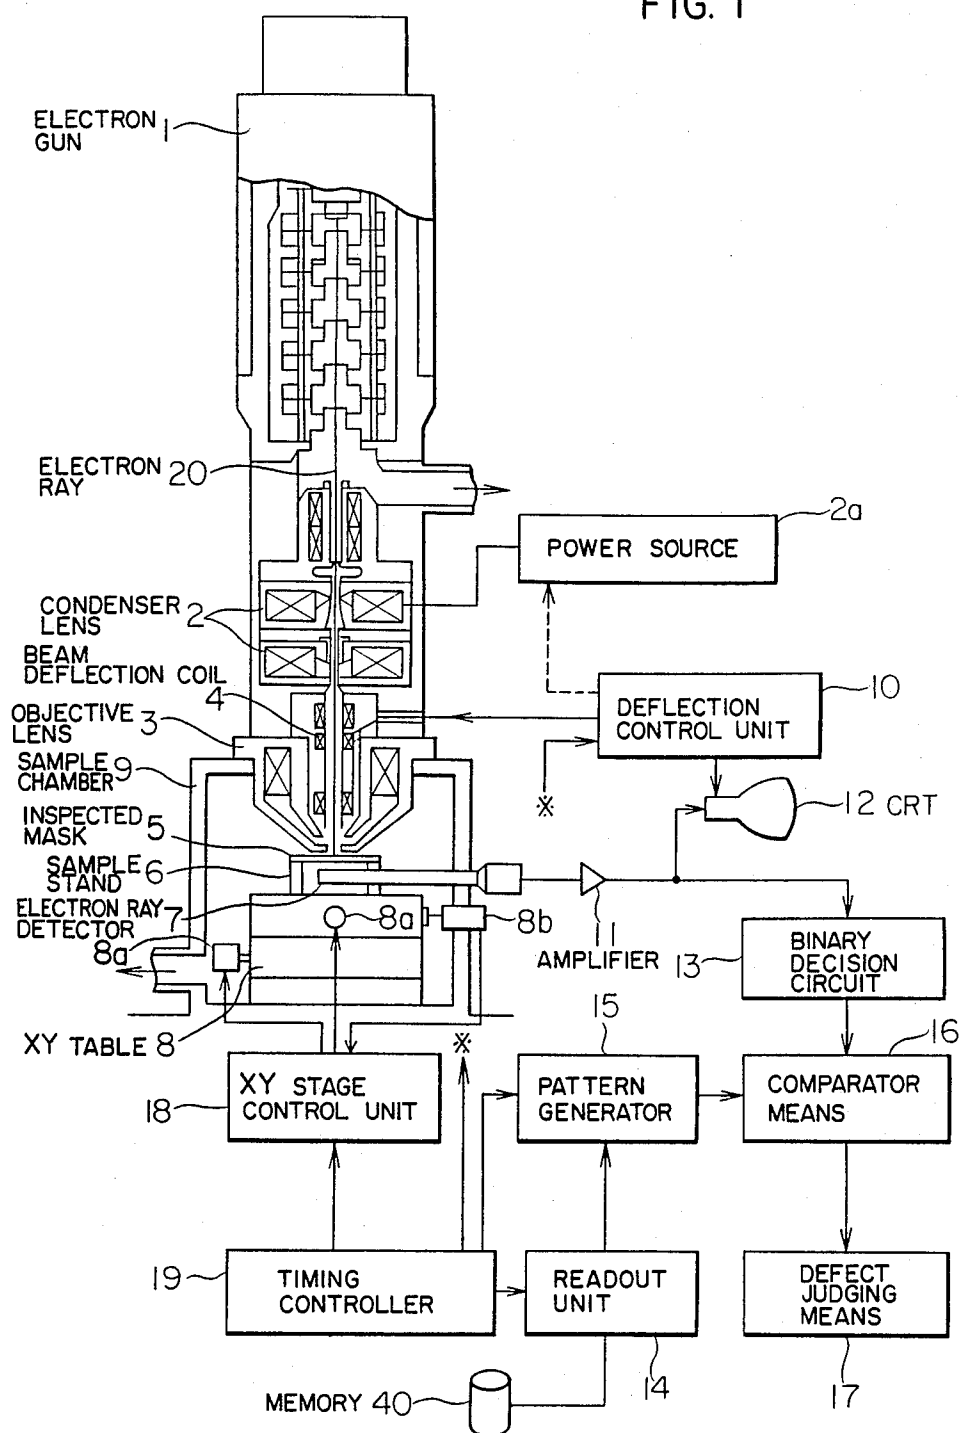 FIG. 1
ELECTRON
GUN
1
ELECTRON
RAY
20
2a
POWER SOURCE
CONDENSER
LENS
2
BEAM
DEFLECTION COIL
4
10
DEFLECTION
CONTROL UNIT
OBJECTIVE
LENS
3
SAMPLE
CHAMBER
9
※
12 CRT
INSPECTED
MASK
5
SAMPLE
STAND
6
ELECTRON RAY
DETECTOR
7
8a
8b
8a
11
AMPLIFIER
13
BINARY
DECISION
CIRCUIT
XY TABLE 8
※
15
16
18
XY STAGE
CONTROL UNIT
PATTERN
GENERATOR
COMPARATOR
MEANS
19
TIMING
CONTROLLER
READOUT
UNIT
DEFECT
JUDGING
MEANS
14
17
MEMORY 40